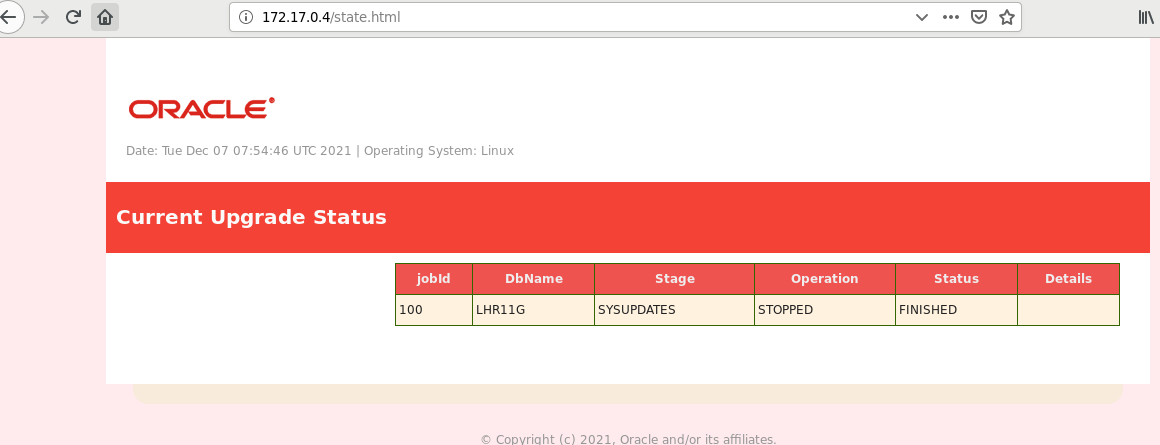 172.17.0.4/state.html
ORACLE®
Date: Tue Dec 07 07:54:46 UTC 2021 | Operating System: Linux
Current Upgrade Status
jobId DbName Stage Operation Status Details
100 LHR11G SYSUPDATES STOPPED FINISHED
© Copyright (c) 2021, Oracle and/or its affiliates.